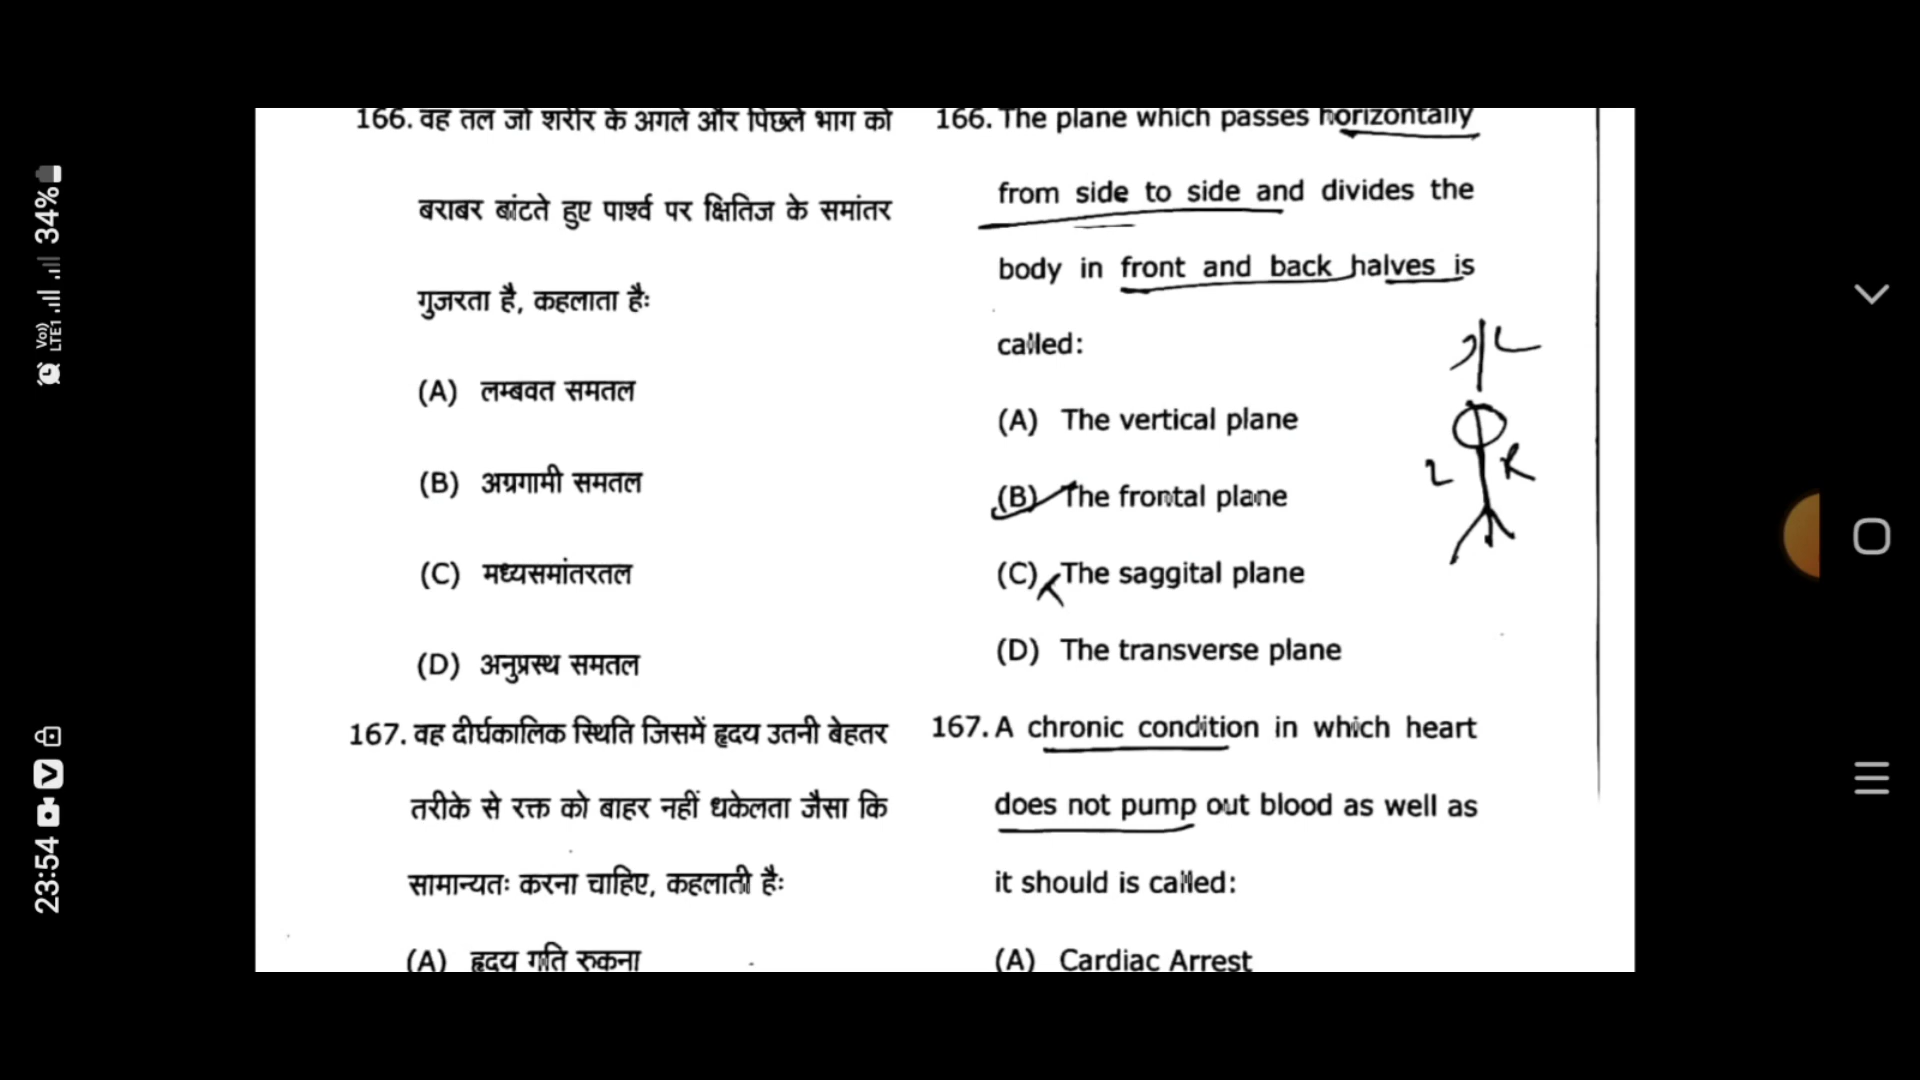 166. वह तल जो शरीर के अगले और पिछले भाग को
बराबर बांटते हुए पार्श्व पर क्षितिज के समांतर
गुजरता है, कहलाता हैः
(A) लम्बवत समतल
(B) अग्रगामी समतल
(C) मध्यसमांतरतल
(D) अनुप्रस्थ समतल
167. वह दीर्घकालिक स्थिति जिसमें हृदय उतनी बेहतर
तरीके से रक्त को बाहर नहीं धकेलता जैसा कि
सामान्यतः करना चाहिए, कहलाती हैः
(A) हृदय गति रुकना
166. The plane which passes horizontally
from side to side and divides the
body in front and back halves is
called:
(A) The vertical plane
(B) The frontal plane
(C) The saggital plane
(D) The transverse plane
L R
167. A chronic condition in which heart
does not pump out blood as well as
it should is called:
(A) Cardiac Arrest
23:54
Vo)) LTE1 34%